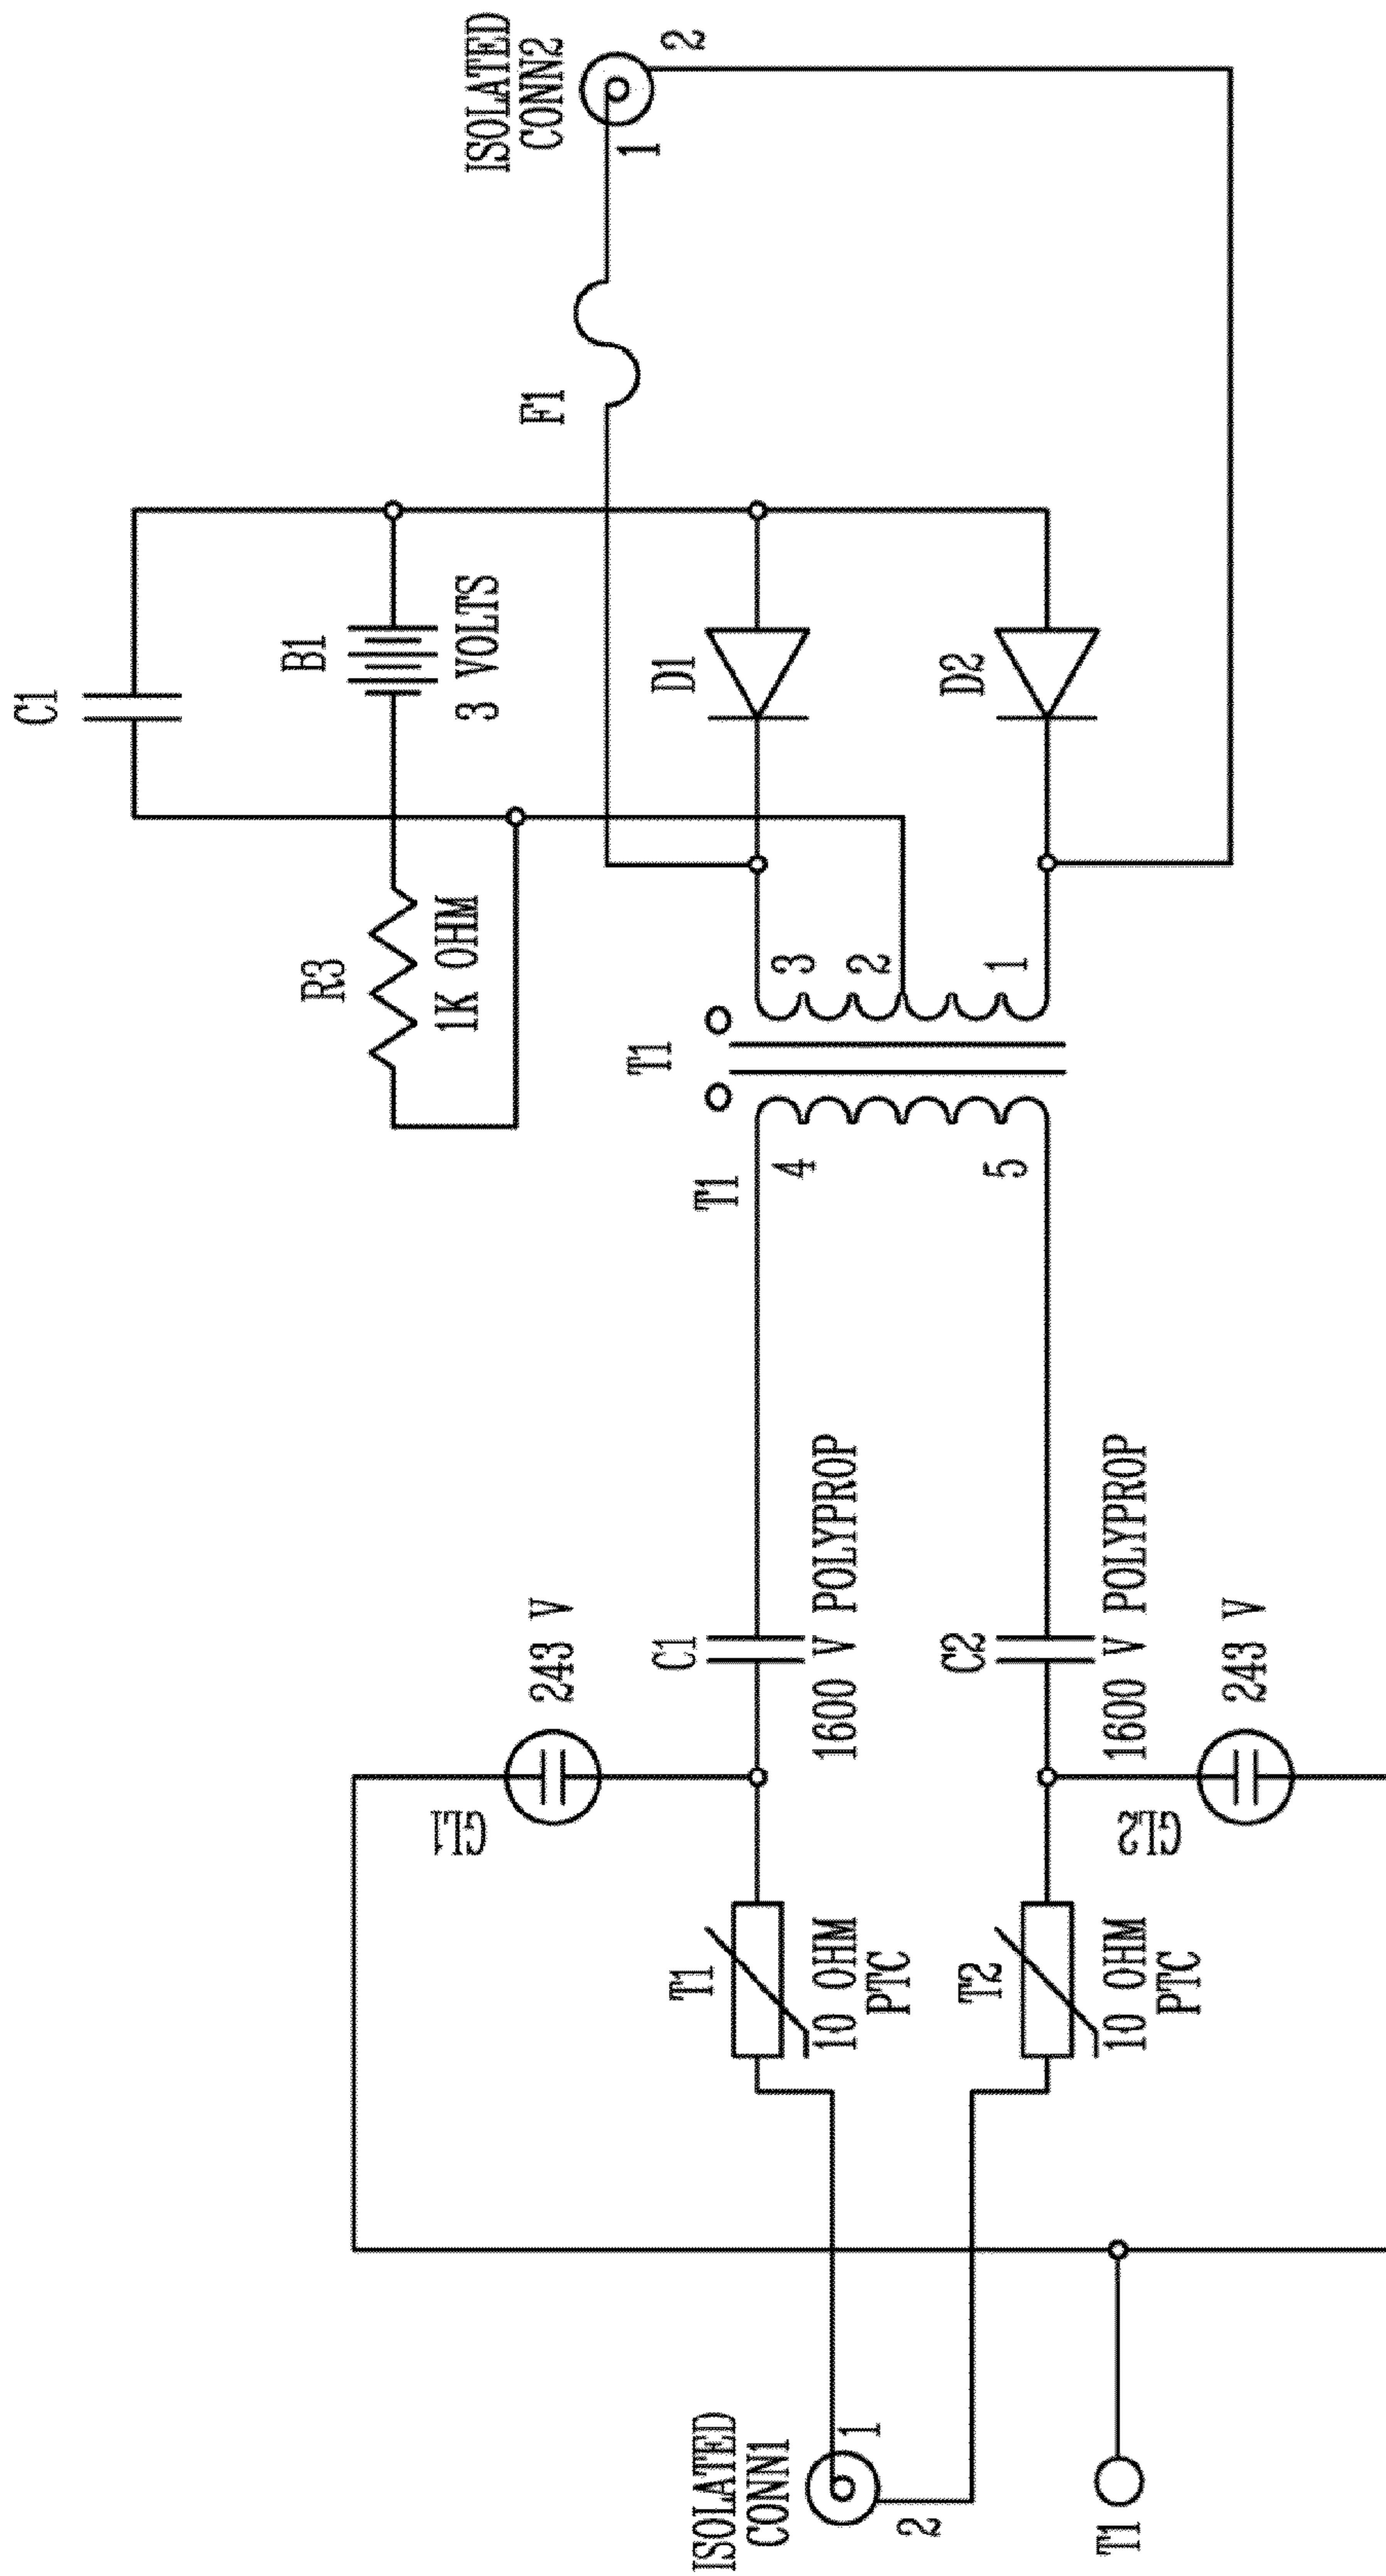 C1
B1
3 VOLTS
R3
1K OHM
ISOLATED
CONN2
1
2
F1
D1
D2
T1
3
2
1
T1
4
5
243 V
GL1
C1
1600 V POLYPROP
C2
1600 V POLYPROP
243 V
GL2
T1
10 OHM
PTC
T2
10 OHM
PTC
ISOLATED
CONN1
1
2
T1